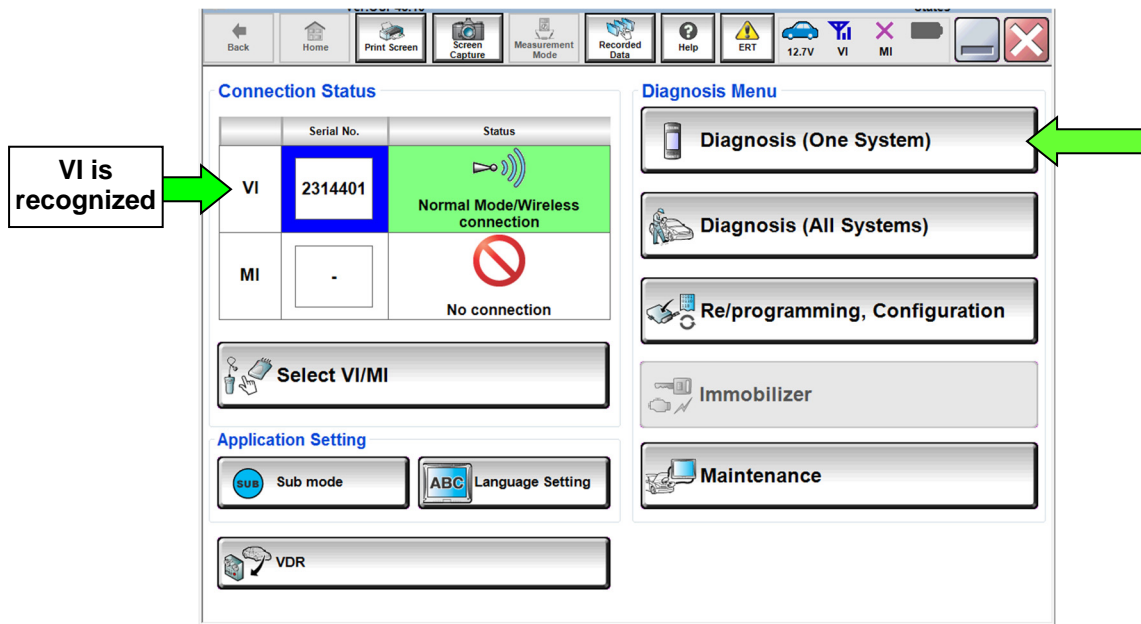 Back
Home
Print Screen
Screen
Capture
Measurement
Mode
Recorded
Data
Help
ERT
12.7V
VI
MI
Connection Status
Serial No.
Status
VI
2314401
Normal Mode/Wireless
connection
MI
-
No connection
Select VI/MI
Application Setting
SUB
Sub mode
ABC
Language Setting
VDR
Diagnosis Menu
Diagnosis (One System)
Diagnosis (All Systems)
Re/programming, Configuration
Immobilizer
Maintenance
VI is
recognized